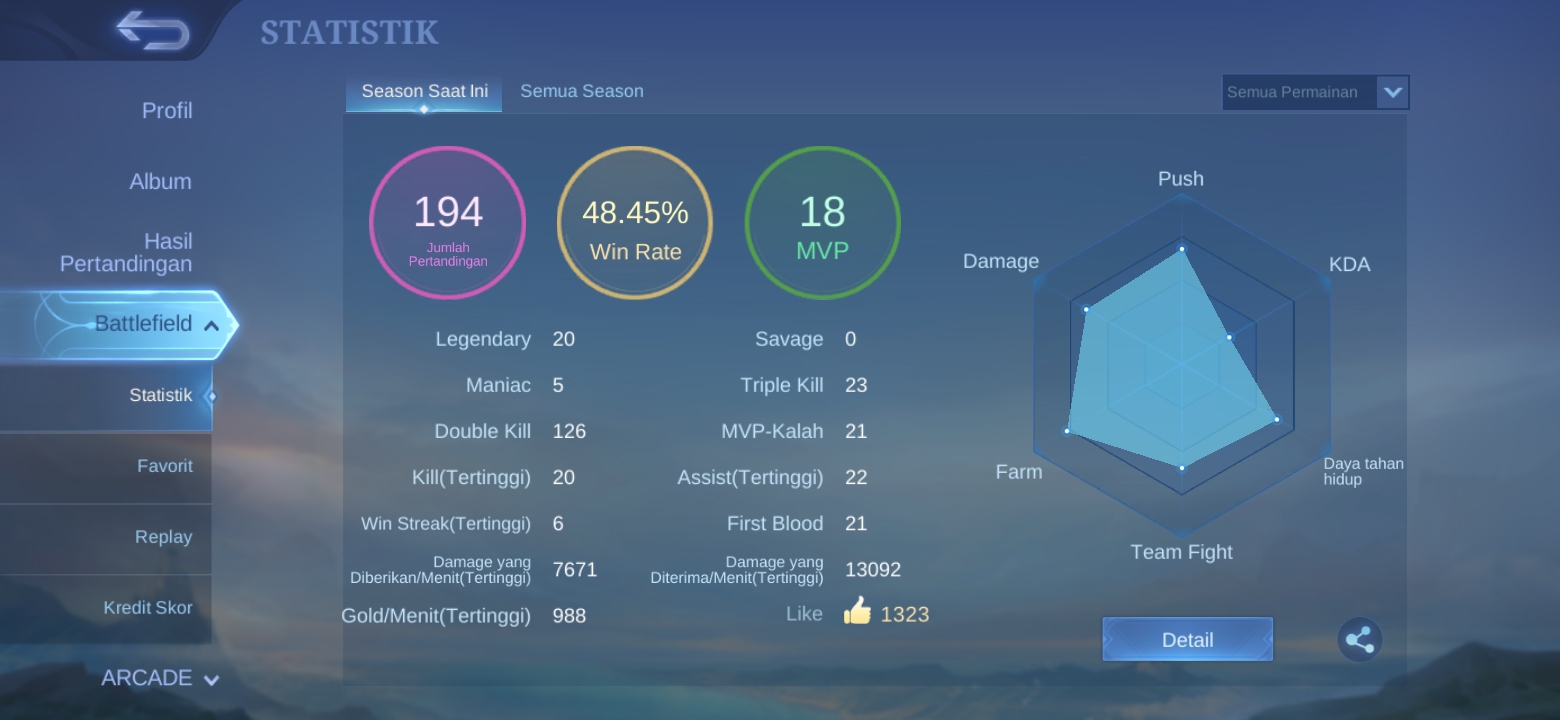 STATISTIK
Profil
Album
Hasil
Pertandingan
Battlefield
Statistik
Favorit
Replay
Kredit Skor
ARCADE
Season Saat Ini
Semua Season
Semua Permainan
194
Jumlah
Pertandingan
48.45%
Win Rate
18
MVP
Legendary 20
Savage 0
Maniac 5
Triple Kill 23
Double Kill 126
MVP-Kalah 21
Kill(Tertinggi) 20
Assist(Tertinggi) 22
Win Streak(Tertinggi) 6
First Blood 21
Damage yang
Diberikan/Menit(Tertinggi) 7671
Damage yang
Diterima/Menit(Tertinggi) 13092
Gold/Menit(Tertinggi) 988
Like 1323
Push
Damage
KDA
Farm
Daya tahan
hidup
Team Fight
Detail